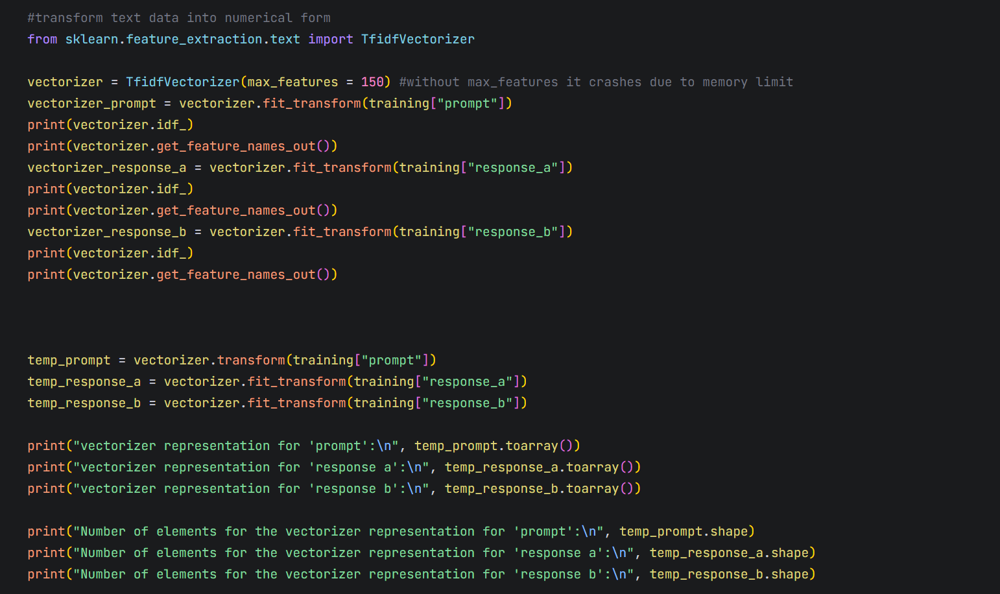 #transform text data into numerical form
from sklearn.feature_extraction.text import TfidfVectorizer
vectorizer = TfidfVectorizer(max_features = 150) #without max_features it crashes due to memory limit
vectorizer_prompt = vectorizer.fit_transform(training["prompt"])
print(vectorizer.idf_)
print(vectorizer.get_feature_names_out())
vectorizer_response_a = vectorizer.fit_transform(training["response_a"])
print(vectorizer.idf_)
print(vectorizer.get_feature_names_out())
vectorizer_response_b = vectorizer.fit_transform(training["response_b"])
print(vectorizer.idf_)
print(vectorizer.get_feature_names_out())
temp_prompt = vectorizer.transform(training["prompt"])
temp_response_a = vectorizer.fit_transform(training["response_a"])
temp_response_b = vectorizer.fit_transform(training["response_b"])
print("vectorizer representation for 'prompt':\n", temp_prompt.toarray())
print("vectorizer representation for 'response a':\n", temp_response_a.toarray())
print("vectorizer representation for 'response b':\n", temp_response_b.toarray())
print("Number of elements for the vectorizer representation for 'prompt':\n", temp_prompt.shape)
print("Number of elements for the vectorizer representation for 'response a':\n", temp_response_a.shape)
print("Number of elements for the vectorizer representation for 'response b':\n", temp_response_b.shape)